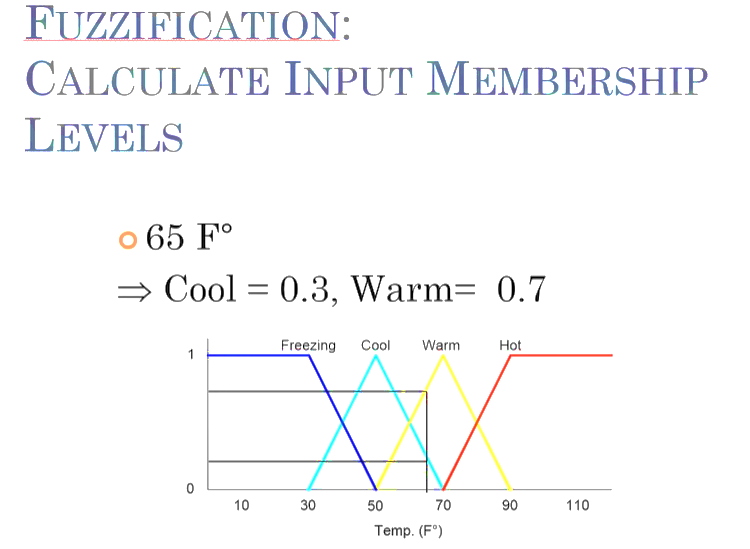 FUZZIFICATION:
CALCULATE INPUT MEMBERSHIP
LEVELS
65 F°
⇒ Cool = 0.3, Warm= 0.7
Freezing Cool Warm Hot
1
0
10 30 50 70 90 110
Temp. (F°)